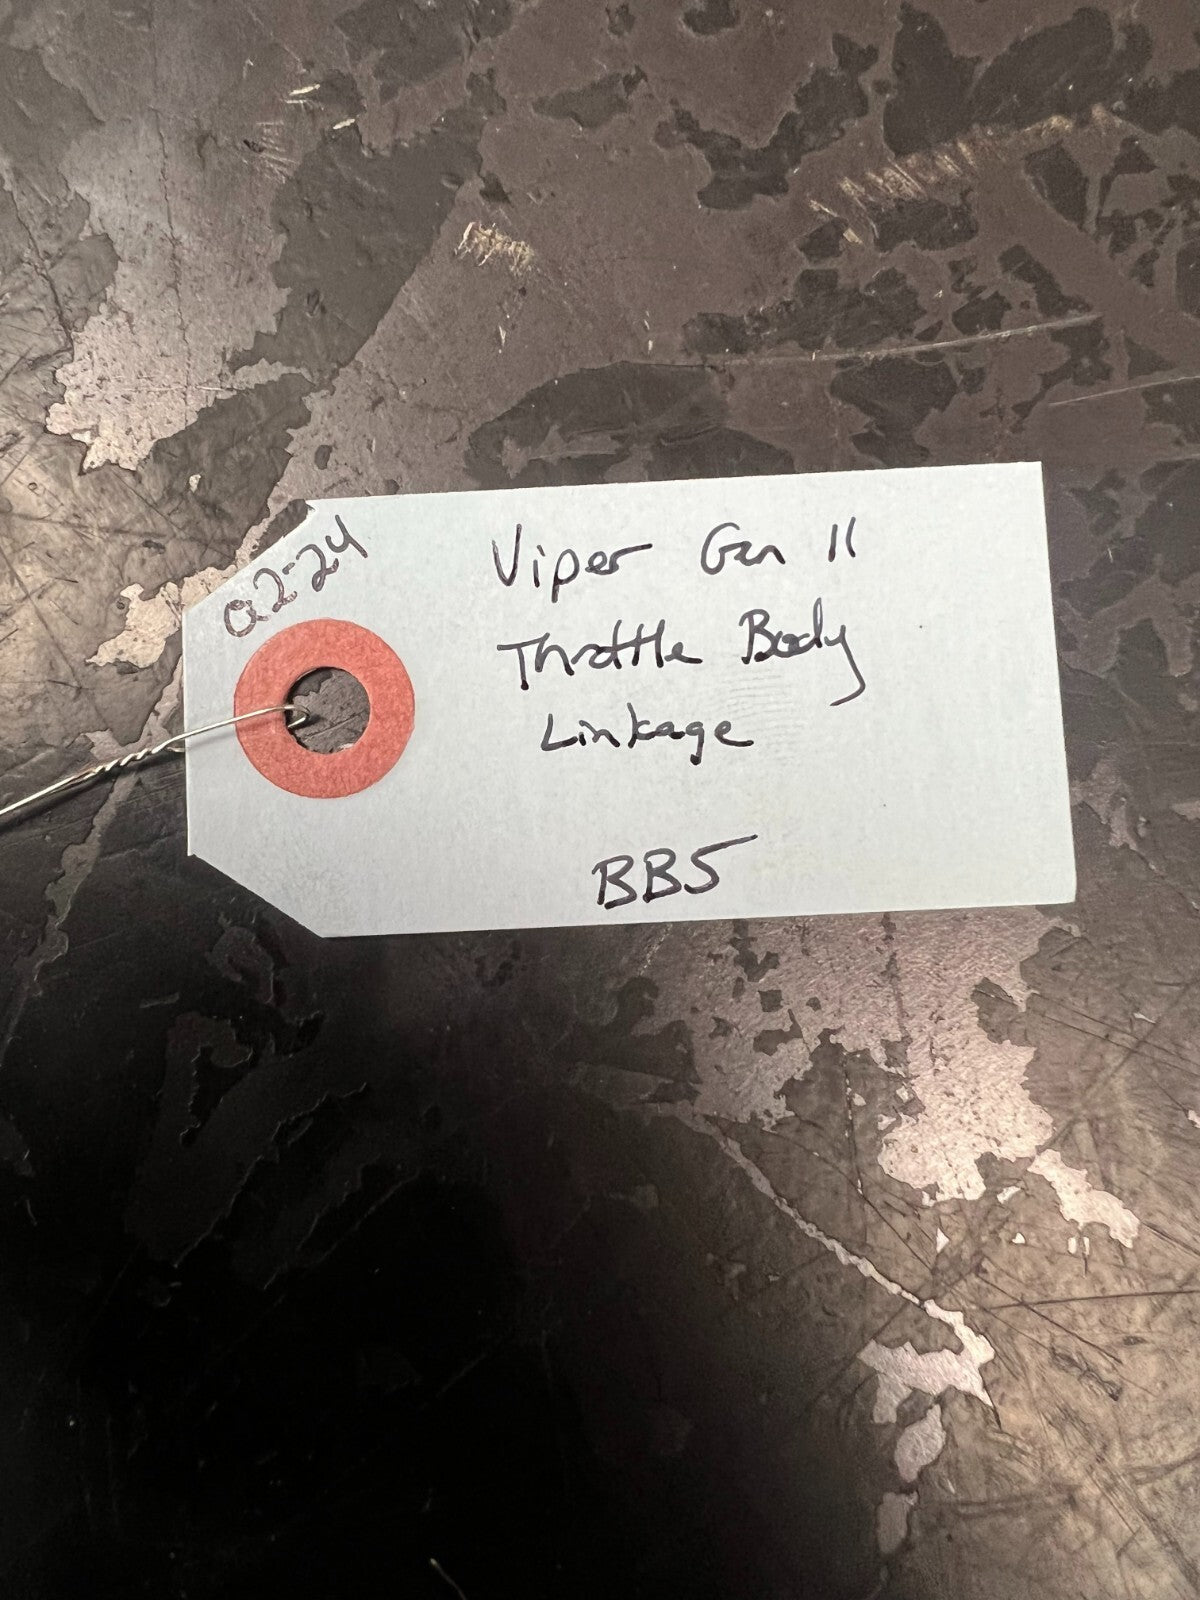 02-24
Viper Gen II
Throttle Body
Linkage
BB5